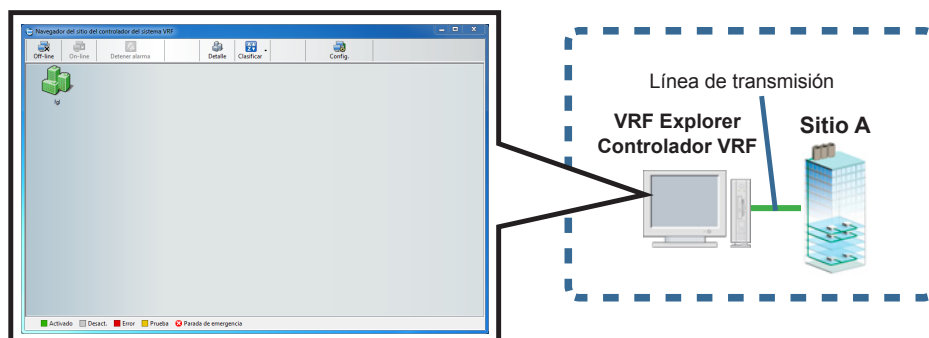 Navegador del sitio del controlador del sistema VRF
Off-line On-line Detener alarma Detalle Clasificar Config.
Activado Desact. Error Prueba Parada de emergencia
Línea de transmisión
VRF Explorer
Controlador VRF
Sitio A